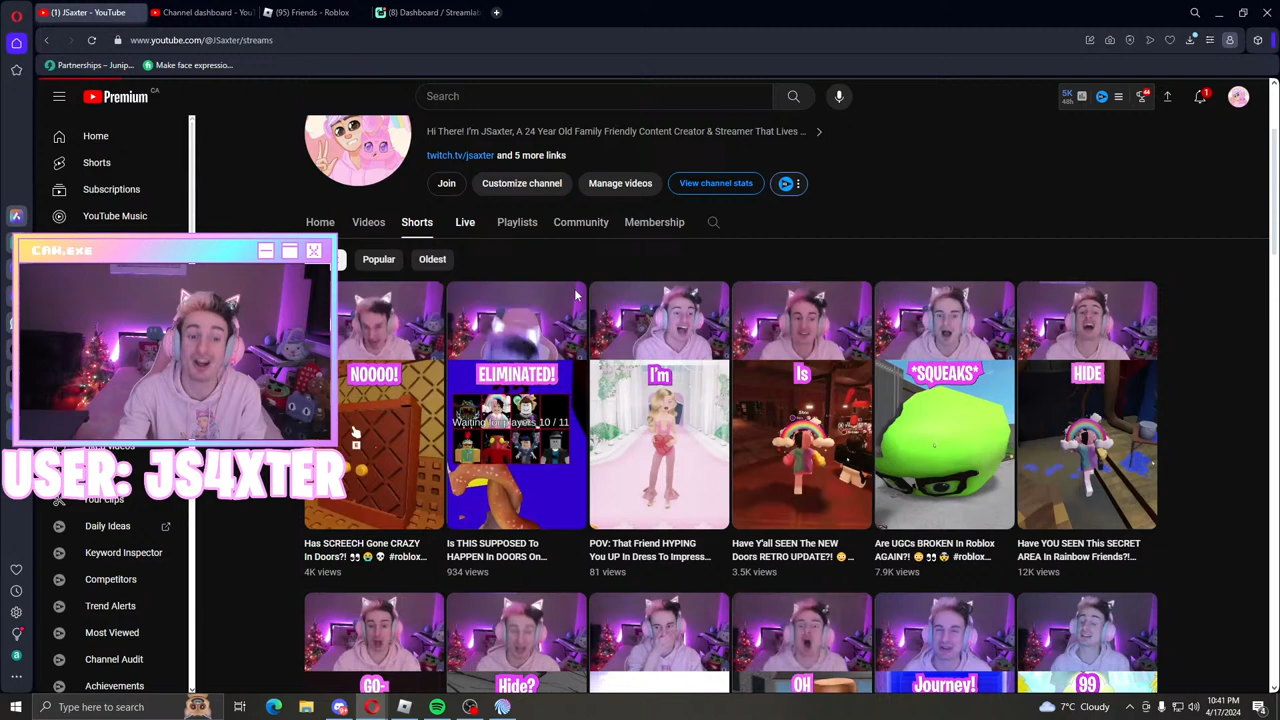 (1) JSaxter - YouTube
Channel dashboard - You
(95) Friends - Roblox
(8) Dashboard / Streamlab
www.youtube.com/@JSaxter/streams
Partnerships – Junip...
Make face expressio...
Premium CA
Search
5K
48h
44
1
Hi There! I'm JSaxter, A 24 Year Old Family Friendly Content Creator & Streamer That Lives ...
twitch.tv/jsaxter and 5 more links
Join
Customize channel
Manage videos
View channel stats
Home
Shorts
Subscriptions
YouTube Music
Home
Videos
Shorts
Live
Playlists
Community
Membership
Popular
Oldest
CAM.EXE
USER: JS4XTER
Your clips
Daily Ideas
Keyword Inspector
Competitors
Trend Alerts
Most Viewed
Channel Audit
Achievements
NOOOO!
ELIMINATED!
Waiting for players 10 / 11
I'm
Is
*SQUEAKS*
HIDE
Has SCREECH Gone CRAZY
In Doors?! 👀😭💀 #roblox...
4K views
Is THIS SUPPOSED To
HAPPEN In DOORS On...
934 views
POV: That Friend HYPING
You UP In Dress To Impress...
81 views
Have Y'all SEEN The NEW
Doors RETRO UPDATE?! 😳...
3.5K views
Are UGCs BROKEN In Roblox
AGAIN?! 😳👀🤯 #roblox...
7.9K views
Have YOU SEEN This SECRET
AREA In Rainbow Friends?!...
12K views
GO-
Hide?
OH
Journey!
99
Type here to search
7°C Cloudy
10:41 PM
4/17/2024
4